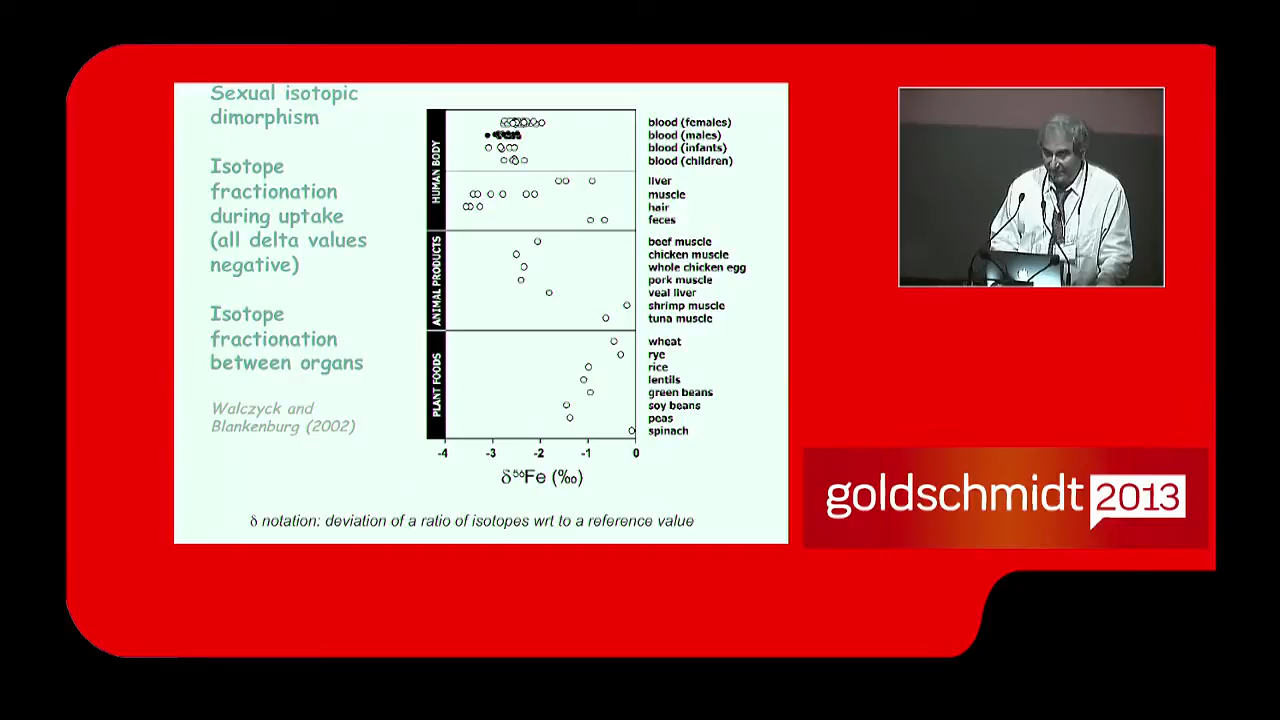 Sexual isotopic
dimorphism
Isotope
fractionation
during uptake
(all delta values
negative)
Isotope
fractionation
between organs
Walczyck and
Blankenburg (2002)
HUMAN BODY
blood (females)
blood (males)
blood (infants)
blood (children)
liver
muscle
hair
feces
ANIMAL PRODUCTS
beef muscle
chicken muscle
whole chicken egg
pork muscle
veal liver
shrimp muscle
tuna muscle
PLANT FOODS
wheat
rye
rice
lentils
green beans
soy beans
peas
spinach
-4 -3 -2 -1 0
δ⁵⁶Fe (‰)
δ notation: deviation of a ratio of isotopes wrt to a reference value
goldschmidt 2013